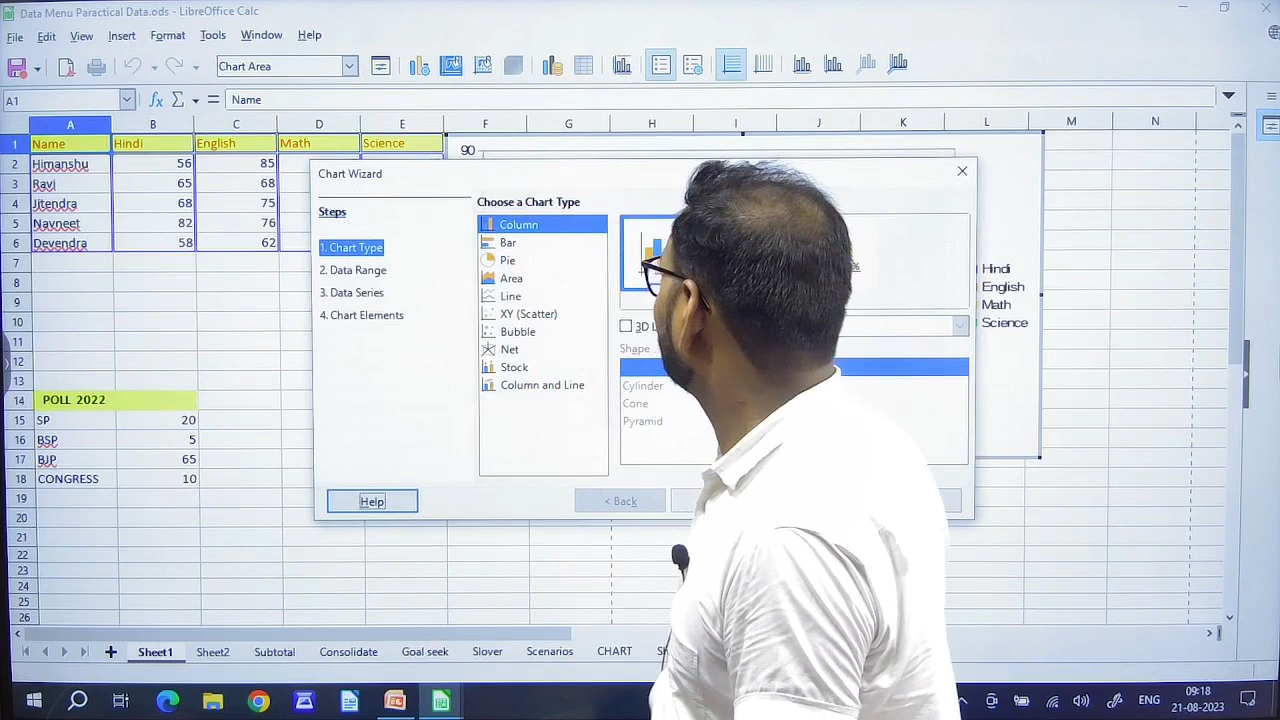 Data Menu Paractical Data.ods - LibreOffice Calc
File Edit View Insert Format Tools Window Help
Chart Area
A1
Name
A B C D E F G H I J K L M N
1 Name Hindi English Math Science
90
2 Himanshu 56 85
3 Ravi 65 68
4 Jitendra 68 75
5 Navneet 82 76
6 Devendra 58 62
7
8
9
10
11
12
13
14 POLL 2022
15 SP 20
16 BSP 5
17 BJP 65
18 CONGRESS 10
19
20
21
22
23
24
25
26
Chart Wizard
Steps
1. Chart Type
2. Data Range
3. Data Series
4. Chart Elements
Choose a Chart Type
Column
Bar
Pie
Area
Line
XY (Scatter)
Bubble
Net
Stock
Column and Line
3D
Shape
Cylinder
Cone
Pyramid
Help
< Back
Hindi
English
Math
Science
Sheet1 Sheet2 Subtotal Consolidate Goal seek Slover Scenarios CHART
ENG
09:18
21-08-2023